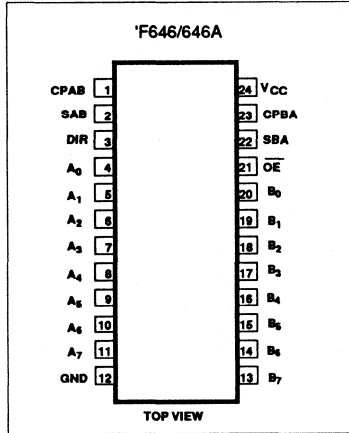 'F646/646A
CPAB 1 24 VCC
SAB 2 23 CPBA
DIR 3 22 SBA
A0 4 21 OE
A1 5 20 B0
A2 6 19 B1
A3 7 18 B2
A4 8 17 B3
A5 9 16 B4
A6 10 15 B5
A7 11 14 B6
GND 12 13 B7
TOP VIEW